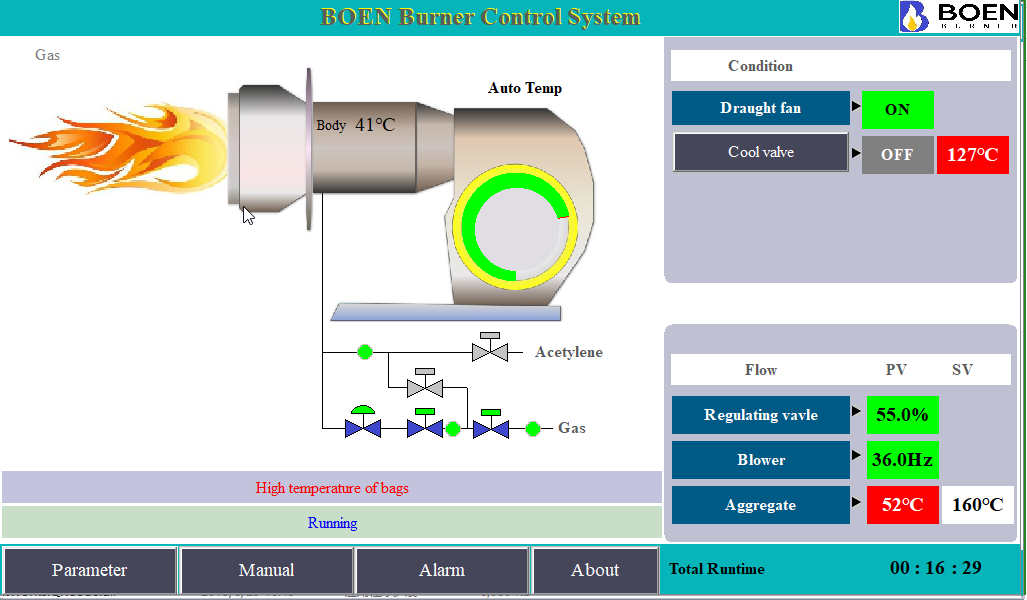 BOEN Burner Control System
BOEN
BURNER
Gas
Auto Temp
Body 41°C
Condition
Draught fan ON
Cool valve OFF 127°C
Acetylene
Gas
Flow PV SV
Regulating vavle 55.0%
Blower 36.0Hz
Aggregate 52°C 160°C
High temperature of bags
Running
Parameter Manual Alarm About
Total Runtime 00 : 16 : 29